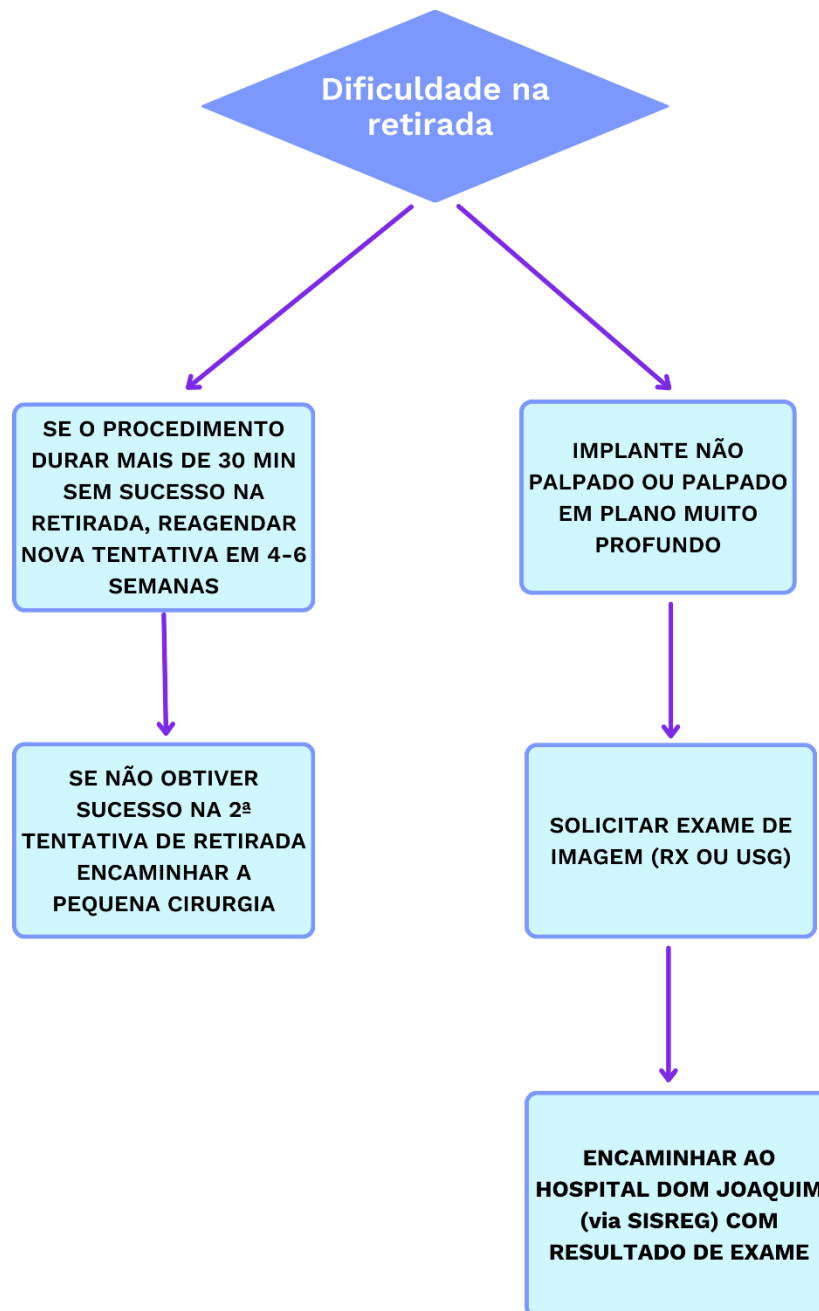 Dificuldade na
retirada
SE O PROCEDIMENTO
DURAR MAIS DE 30 MIN
SEM SUCESSO NA
RETIRADA, REAGENDAR
NOVA TENTATIVA EM 4-6
SEMANAS
SE NÃO OBTIVER
SUCESSO NA 2ª
TENTATIVA DE RETIRADA
ENCAMINHAR A
PEQUENA CIRURGIA
IMPLANTE NÃO
PALPADO OU PALPADO
EM PLANO MUITO
PROFUNDO
SOLICITAR EXAME DE
IMAGEM (RX OU USG)
ENCAMINHAR AO
HOSPITAL DOM JOAQUIM
(via SISREG) COM
RESULTADO DE EXAME